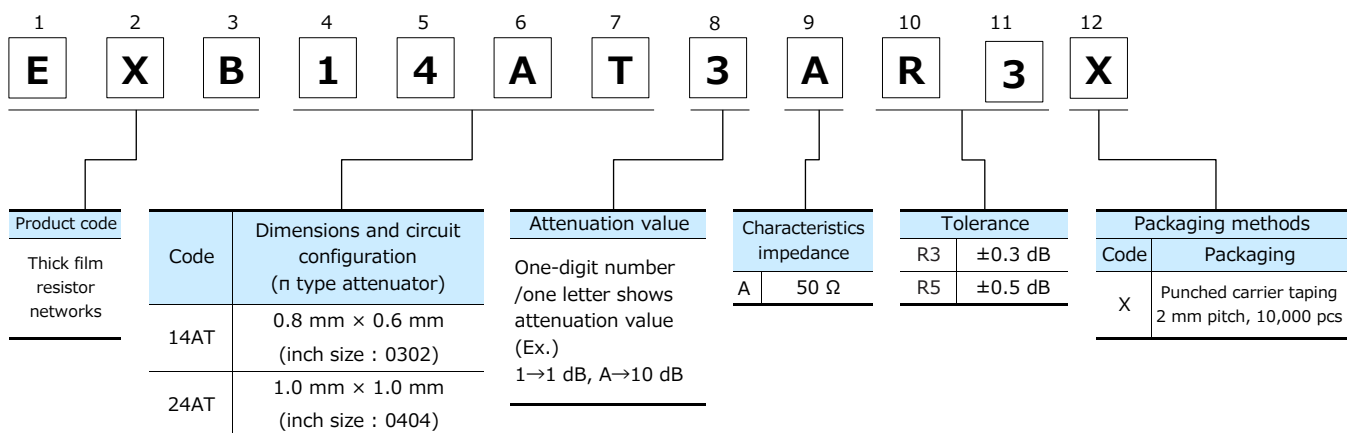 1 2 3 4 5 6 7 8 9 10 11 12
E X B 1 4 A T 3 A R 3 X
Product code
Thick film
resistor
networks
Code
Dimensions and circuit
configuration
(π type attenuator)
14AT
0.8 mm × 0.6 mm
(inch size : 0302)
24AT
1.0 mm × 1.0 mm
(inch size : 0404)
Attenuation value
One-digit number
/one letter shows
attenuation value
(Ex.)
1→1 dB, A→10 dB
Characteristics
impedance
A 50 Ω
Tolerance
R3 ±0.3 dB
R5 ±0.5 dB
Packaging methods
Code Packaging
X
Punched carrier taping
2 mm pitch, 10,000 pcs